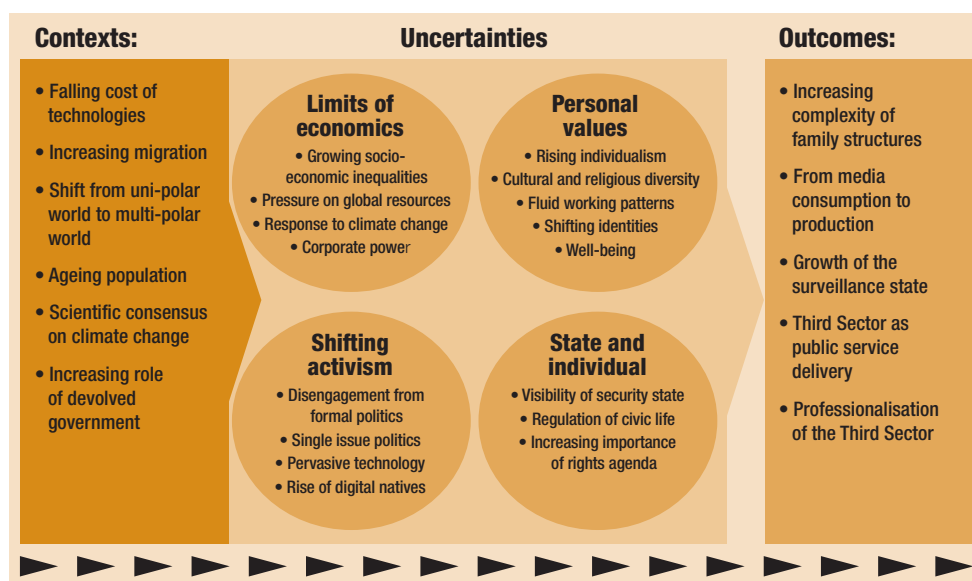 Contexts:
• Falling cost of
technologies
• Increasing migration
• Shift from uni-polar
world to multi-polar
world
• Ageing population
• Scientific consensus
on climate change
• Increasing role
of devolved
government
Uncertainties
Limits of
economics
• Growing socio-
economic inequalities
• Pressure on global resources
• Response to climate change
• Corporate power
Personal
values
• Rising individualism
• Cultural and religious diversity
• Fluid working patterns
• Shifting identities
• Well-being
Shifting
activism
• Disengagement from
formal politics
• Single issue politics
• Pervasive technology
• Rise of digital natives
State and
individual
• Visibility of security state
• Regulation of civic life
• Increasing importance
of rights agenda
Outcomes:
• Increasing
complexity of
family structures
• From media
consumption to
production
• Growth of the
surveillance state
• Third Sector as
public service
delivery
• Professionalisation
of the Third Sector